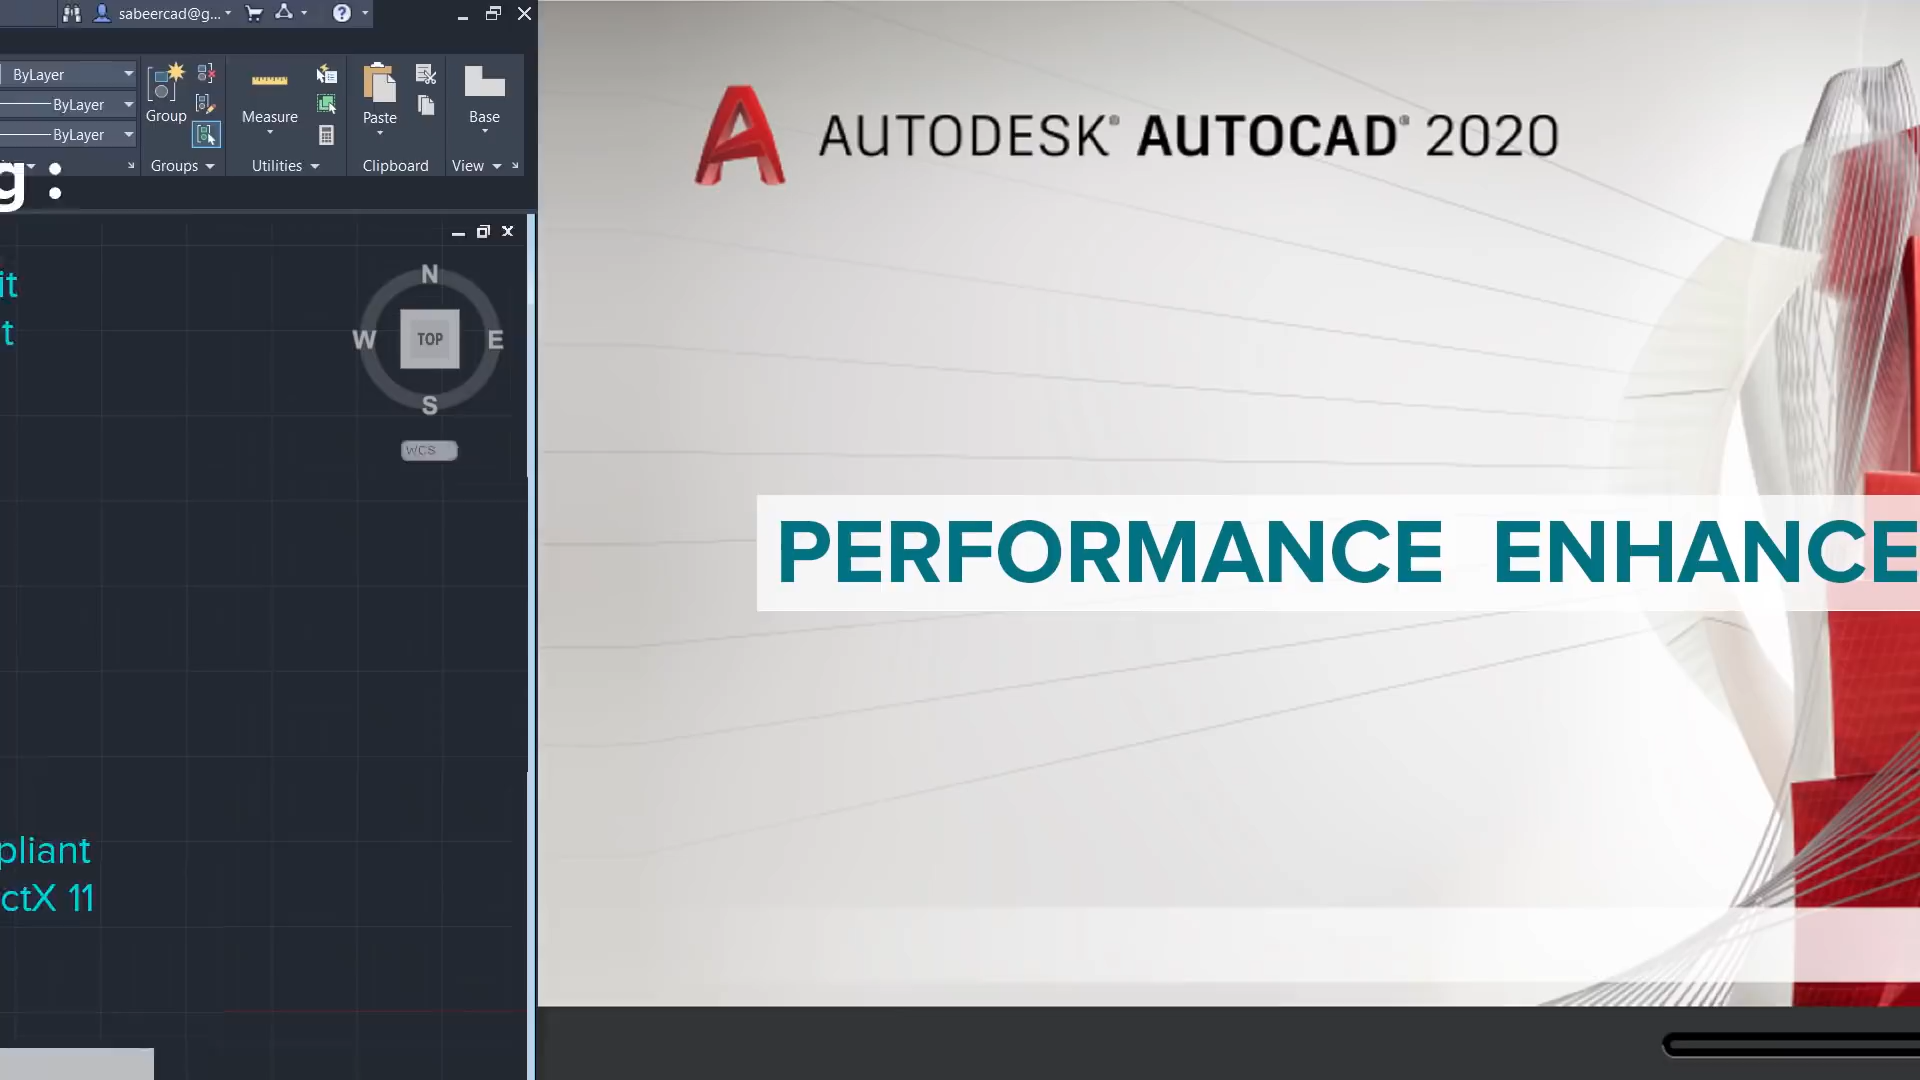 sabeercad@g...
ByLayer
ByLayer
ByLayer
Group
Measure
Paste
Base
Groups
Utilities
Clipboard
View
g :
it
t
N
W
TOP
E
S
WCS
pliant
ctX 11
AUTODESK® AUTOCAD® 2020
PERFORMANCE ENHANCE